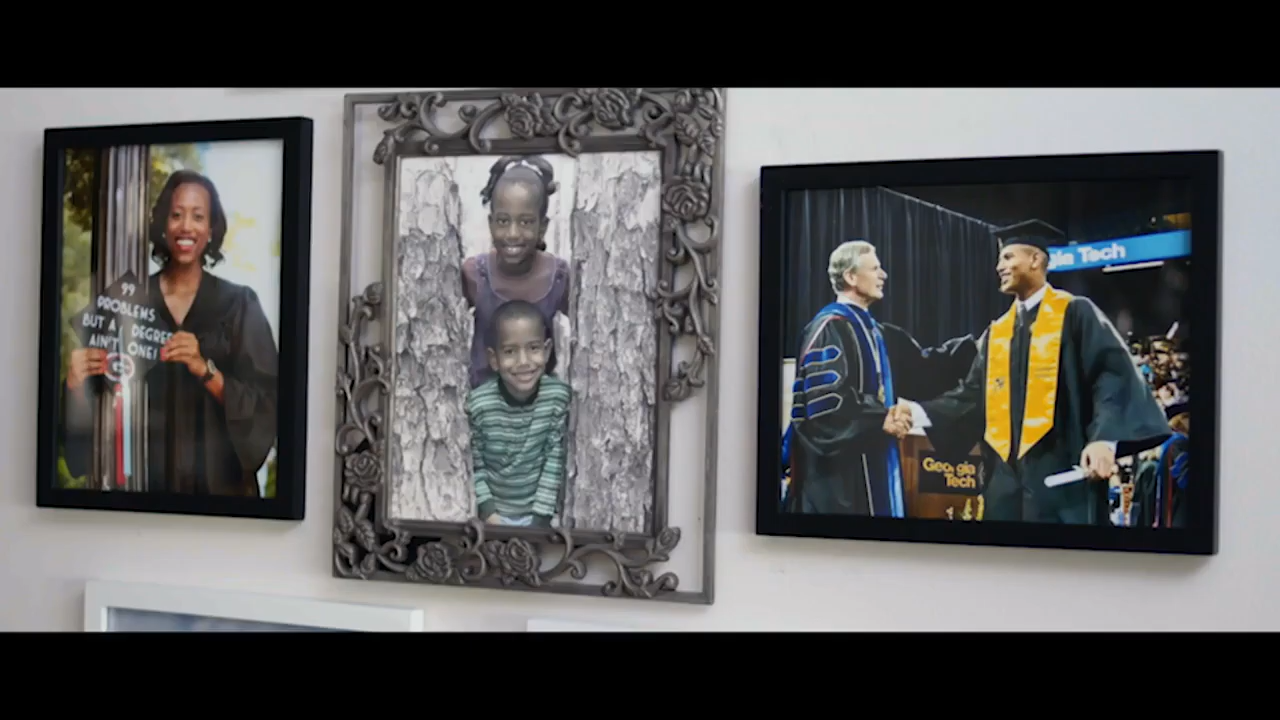 99
PROBLEMS
BUT A DEGREE
AIN'T ONE!
G
gia Tech
Georgia
Tech